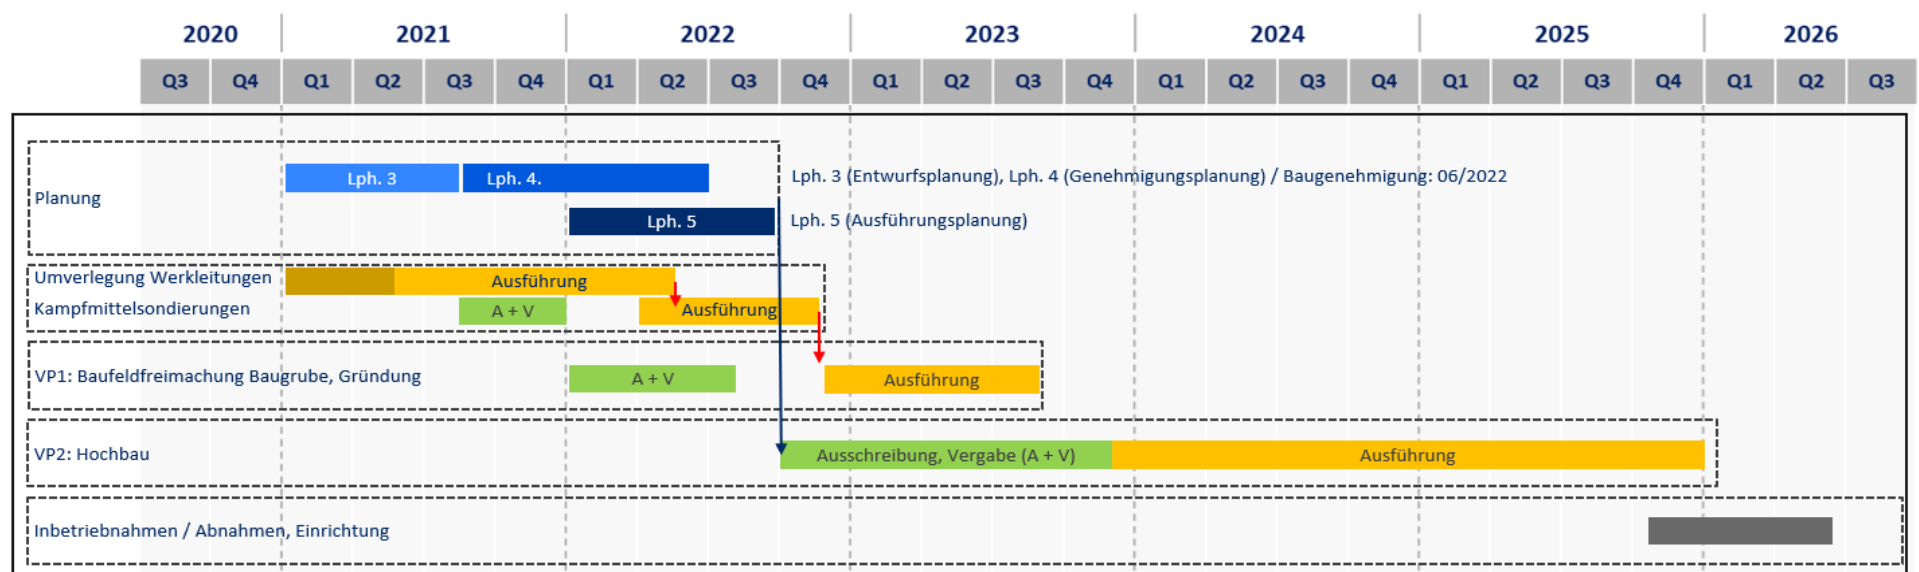 2020 2021 2022 2023 2024 2025 2026
Q3 Q4 Q1 Q2 Q3 Q4 Q1 Q2 Q3 Q4 Q1 Q2 Q3 Q4 Q1 Q2 Q3 Q4 Q1 Q2 Q3 Q4 Q1 Q2 Q3
Lph. 3 Lph. 4. Lph. 3 (Entwurfsplanung), Lph. 4 (Genehmigungsplanung) / Baugenehmigung: 06/2022
Planung
Lph. 5 Lph. 5 (Ausführungsplanung)
Umverlegung Werkleitungen Ausführung
Kampfmittelsondierungen A + V Ausführung
VP1: Baufeldfreimachung Baugrube, Gründung A + V Ausführung
VP2: Hochbau Ausschreibung, Vergabe (A + V) Ausführung
Inbetriebnahmen / Abnahmen, Einrichtung